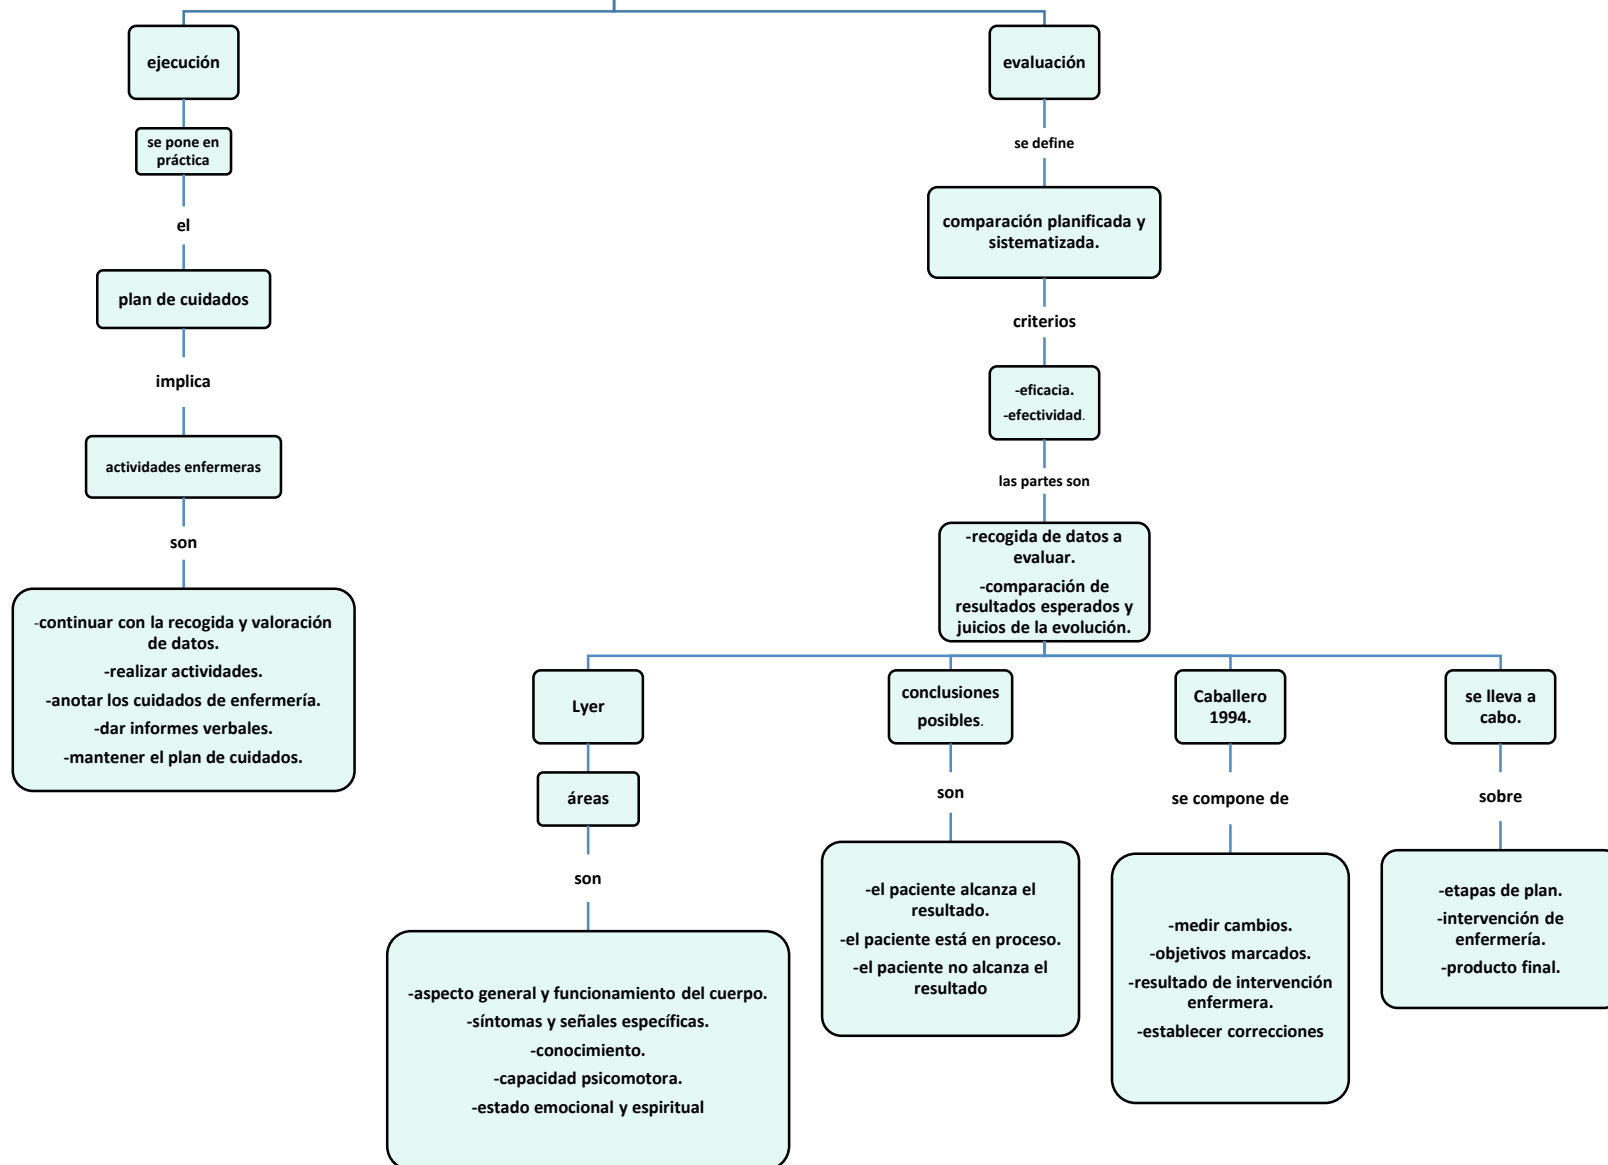 ejecución
se pone en
práctica
el
plan de cuidados
implica
actividades enfermeras
son
-continuar con la recogida y valoración
de datos.
-realizar actividades.
-anotar los cuidados de enfermería.
-dar informes verbales.
-mantener el plan de cuidados.
evaluación
se define
comparación planificada y
sistematizada.
criterios
-eficacia.
-efectividad.
las partes son
-recogida de datos a
evaluar.
-comparación de
resultados esperados y
juicios de la evolución.
Lyer
áreas
son
-aspecto general y funcionamiento del cuerpo.
-síntomas y señales específicas.
-conocimiento.
-capacidad psicomotora.
-estado emocional y espiritual
conclusiones
posibles.
son
-el paciente alcanza el
resultado.
-el paciente está en proceso.
-el paciente no alcanza el
resultado
Caballero
1994.
se compone de
-medir cambios.
-objetivos marcados.
-resultado de intervención
enfermera.
-establecer correcciones
se lleva a
cabo.
sobre
-etapas de plan.
-intervención de
enfermería.
-producto final.